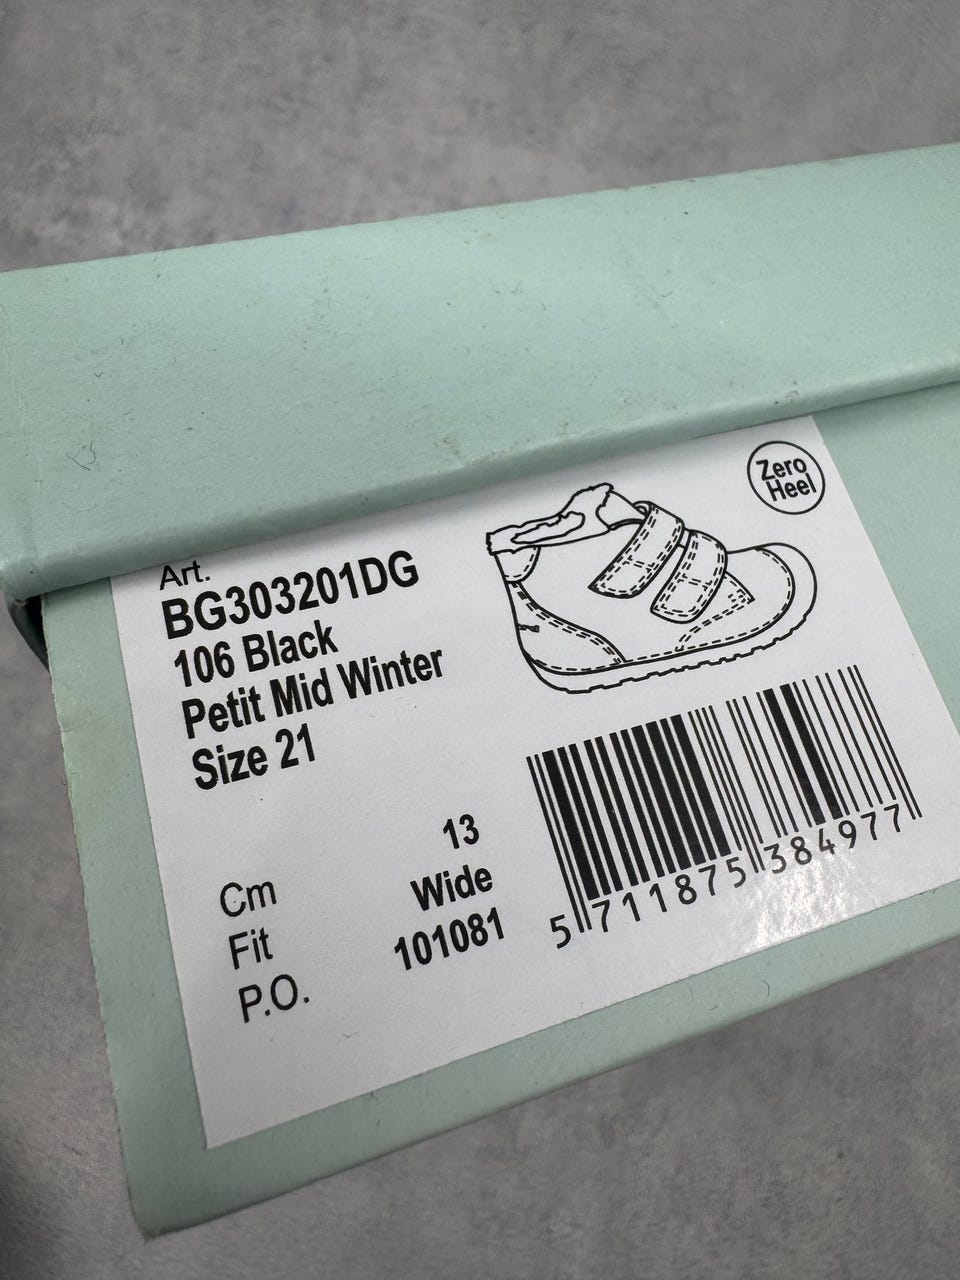 Zero
Heel
Art.
BG303201DG
106 Black
Petit Mid Winter
Size 21
Cm 13
Fit Wide
P.O. 101081
5 711875 384977